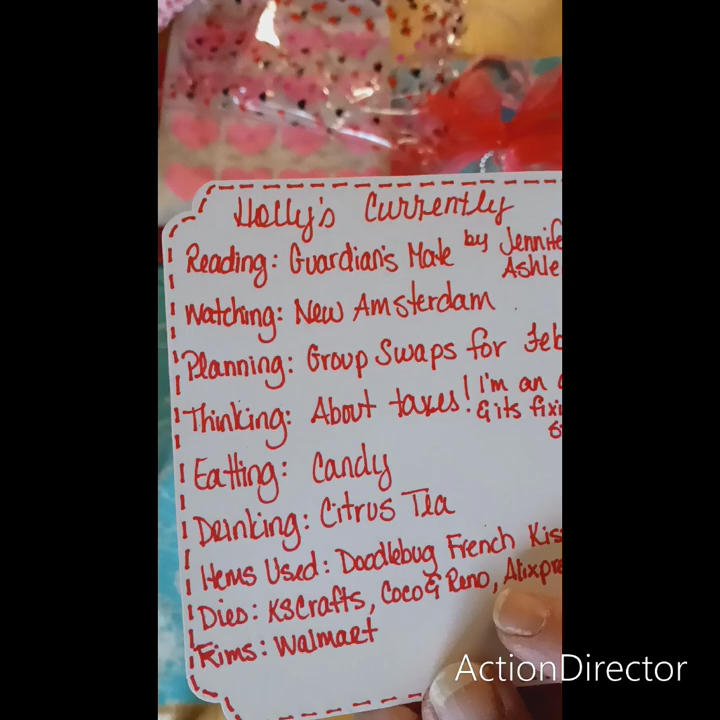 Holly's Currently
Reading: Guardian's Mate by Jennife
Ashle
Watching: New Amsterdam
Planning: Group Swaps for Feb
Thinking: About taxes! I'm an
& its fixi
Eatting: Candy
Drinking: Citrus Tea
Items Used: Doodlebug French Kis
Dies: KSCrafts, Coco & Reno, Alixpre
Rims: Walmart
ActionDirector